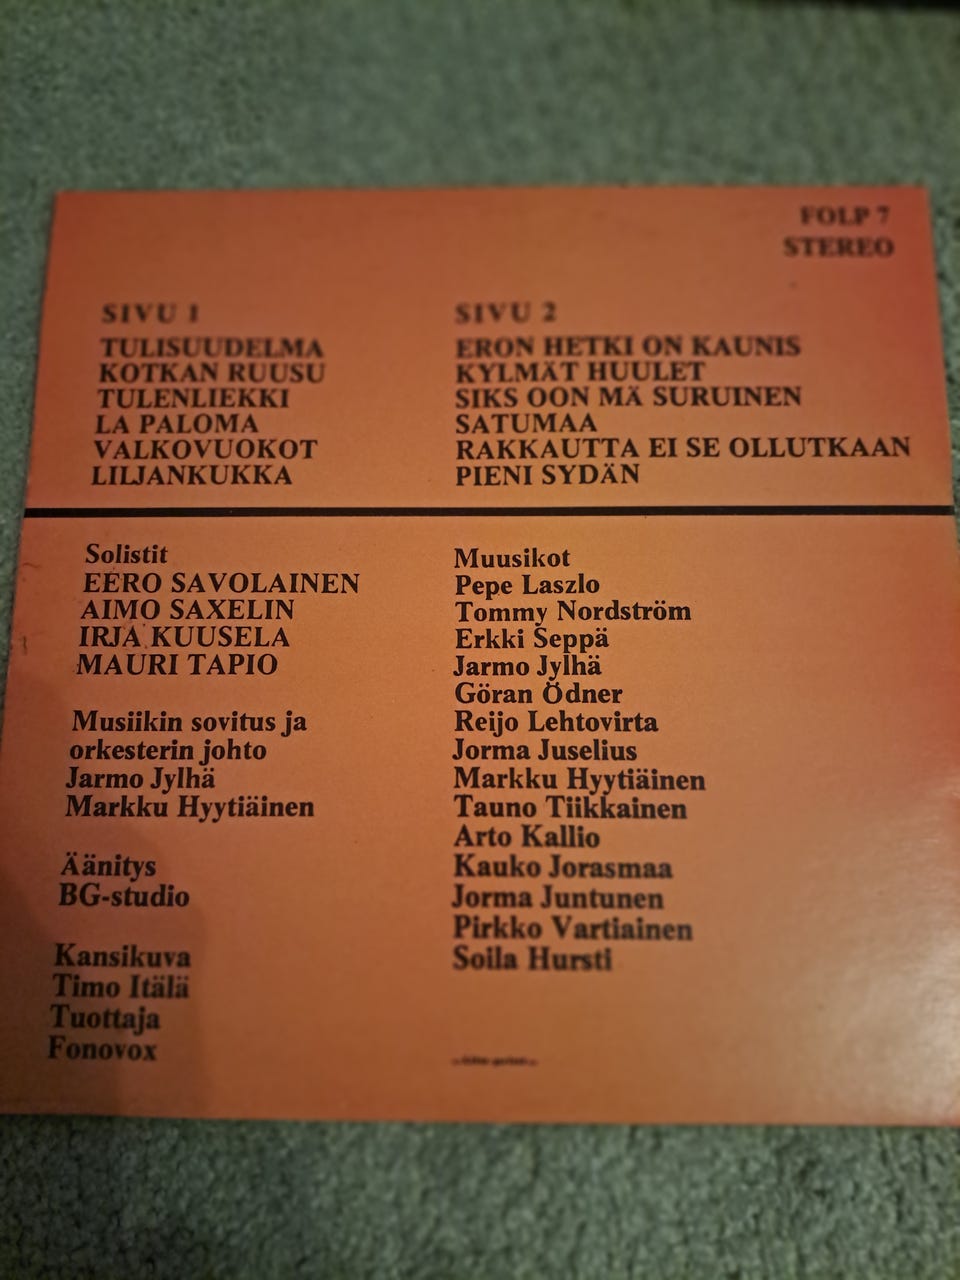 FOLP 7
STEREO
SIVU 1
TULISUUDELMA
KOTKAN RUUSU
TULENLIEKKI
LA PALOMA
VALKOVUOKOT
LILJANKUKKA
SIVU 2
ERON HETKI ON KAUNIS
KYLMÄT HUULET
SIKS OON MÄ SURUINEN
SATUMAA
RAKKAUTTA EI SE OLLUTKAAN
PIENI SYDÄN
Solistit
EERO SAVOLAINEN
AIMO SAXELIN
IRJA KUUSELA
MAURI TAPIO
Musiikin sovitus ja
orkesterin johto
Jarmo Jylhä
Markku Hyytiäinen
Äänitys
BG-studio
Kansikuva
Timo Itälä
Tuottaja
Fonovox
Muusikot
Pepe Laszlo
Tommy Nordström
Erkki Seppä
Jarmo Jylhä
Göran Ödner
Reijo Lehtovirta
Jorma Juselius
Markku Hyytiäinen
Tauno Tiikkainen
Arto Kallio
Kauko Jorasmaa
Jorma Juntunen
Pirkko Vartiainen
Soila Hursti